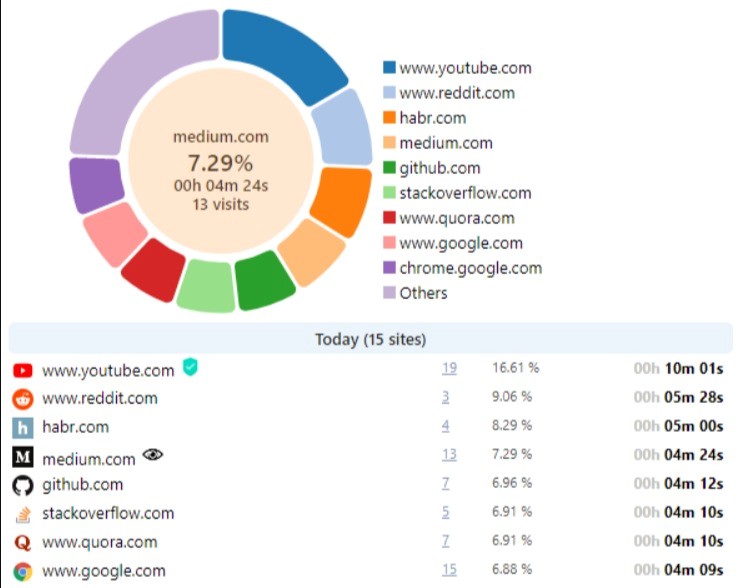 medium.com
7.29%
00h 04m 24s
13 visits
www.youtube.com
www.reddit.com
habr.com
medium.com
github.com
stackoverflow.com
www.quora.com
www.google.com
chrome.google.com
Others
Today (15 sites)
www.youtube.com 19 16.61 % 00h 10m 01s
www.reddit.com 3 9.06 % 00h 05m 28s
h habr.com 4 8.29 % 00h 05m 00s
M medium.com 13 7.29 % 00h 04m 24s
github.com 7 6.96 % 00h 04m 12s
stackoverflow.com 5 6.91 % 00h 04m 10s
Q www.quora.com 7 6.91 % 00h 04m 10s
www.google.com 15 6.88 % 00h 04m 09s